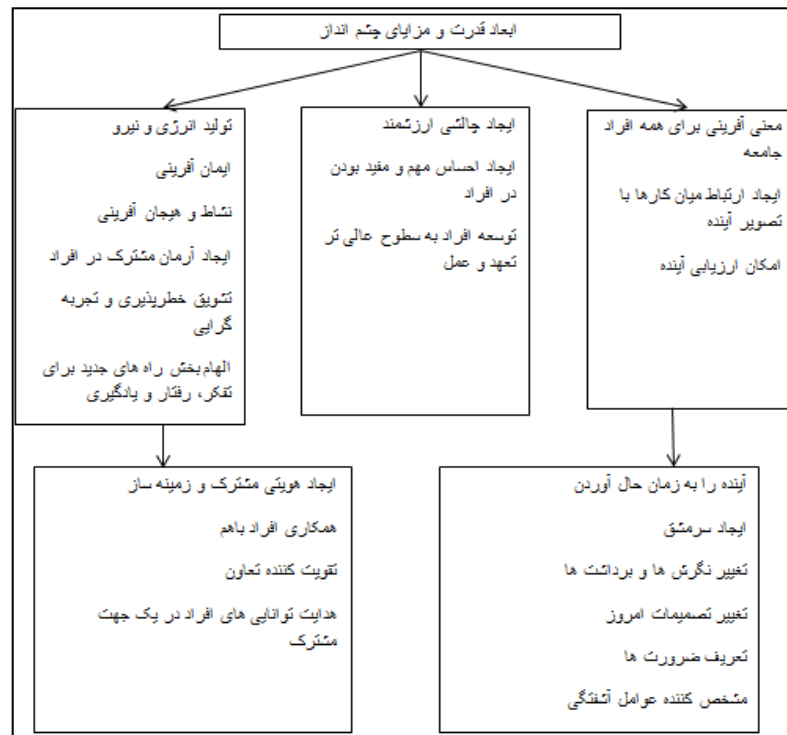 ابعاد قدرت و مزایای چشم انداز
معنی آفرینی برای همه افراد
جامعه
ایجاد ارتباط میان کارها با
تصویر آینده
امکان ارزیابی آینده
ایجاد چالشی ارزشمند
ایجاد احساس مهم و مفید بودن
در افراد
توسعه افراد به سطوح عالی تر
تعهد و عمل
تولید انرژی و نیرو
ایمان آفرینی
نشاط و هیجان آفرینی
ایجاد آرمان مشترک در افراد
تشویق خطرپذیری و تجربه
گرایی
الهام بخش راه های جدید برای
تفکر، رفتار و یادگیری
آینده را به زمان حال آوردن
ایجاد سرمشق
تغییر نگرش ها و برداشت ها
تغییر تصمیمات امروز
تعریف ضرورت ها
مشخص کننده عوامل آشفتگی
ایجاد هویتی مشترک و زمینه ساز
همکاری افراد باهم
تقویت کننده تعاون
هدایت توانایی های افراد در یک جهت
مشترک